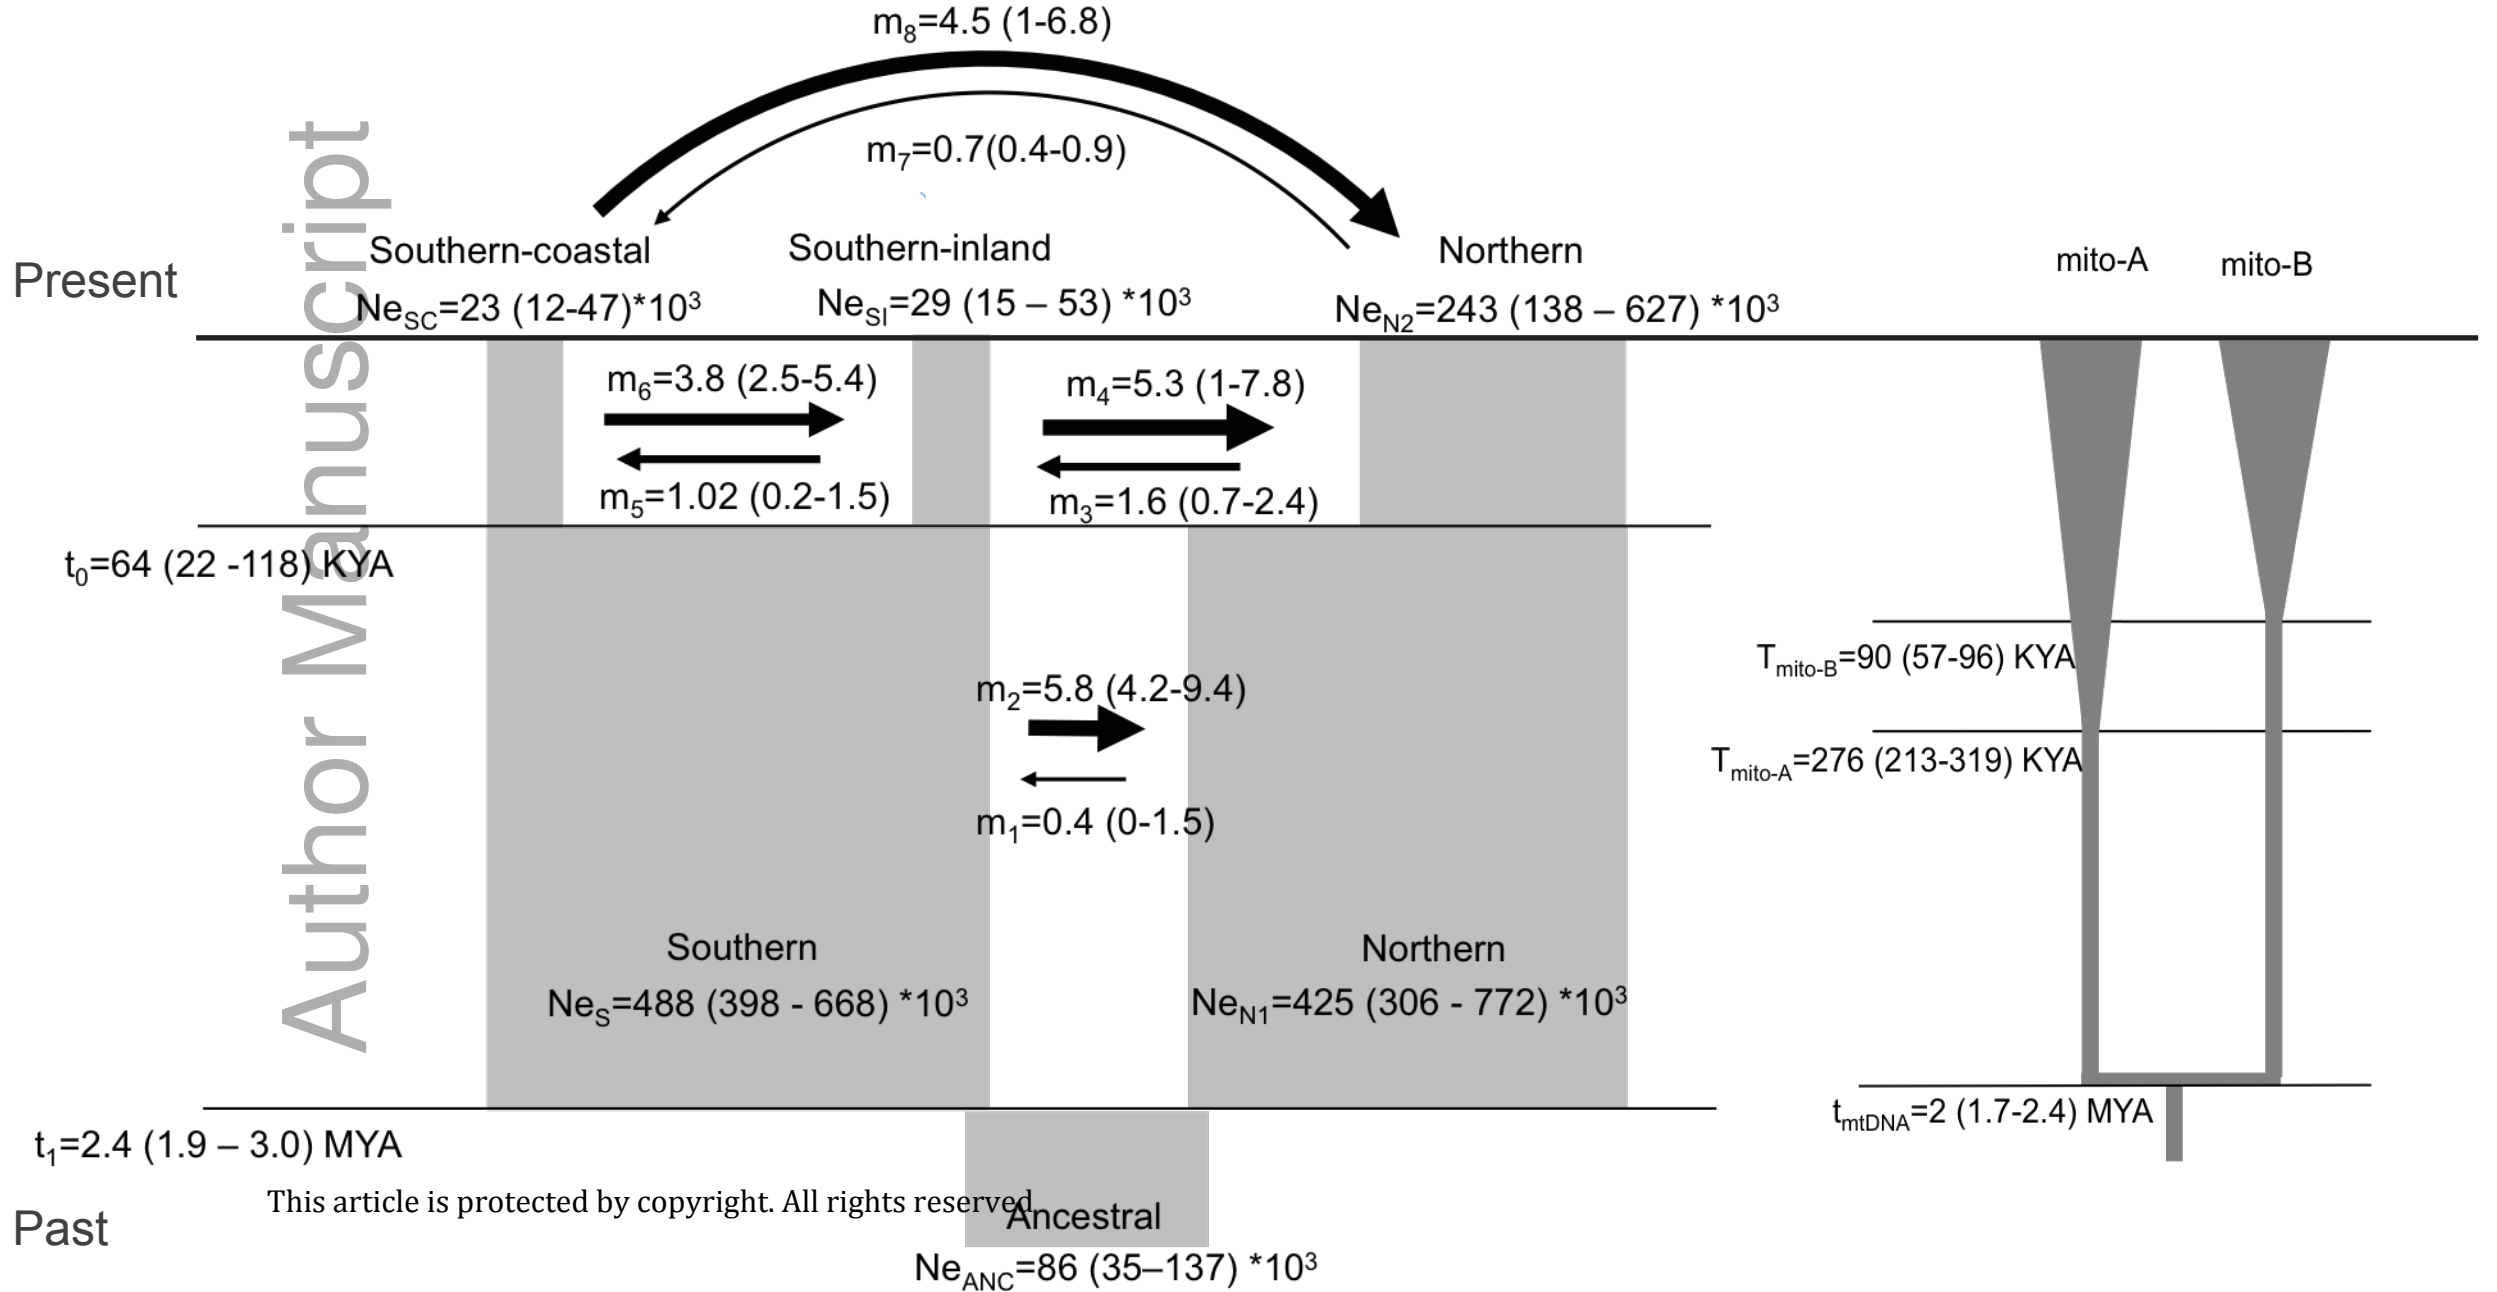 m8=4.5 (1-6.8)
m7=0.7(0.4-0.9)
Present
Southern-coastal
Southern-inland
Northern
mito-A
mito-B
NeSC=23 (12-47)*10³
NeSI=29 (15 – 53) *10³
NeN2=243 (138 – 627) *10³
m6=3.8 (2.5-5.4)
m4=5.3 (1-7.8)
m5=1.02 (0.2-1.5)
m3=1.6 (0.7-2.4)
t0=64 (22 -118) KYA
Tmito-B=90 (57-96) KYA
m2=5.8 (4.2-9.4)
Tmito-A=276 (213-319) KYA
m1=0.4 (0-1.5)
Southern
Northern
NeS=488 (398 - 668) *10³
NeN1=425 (306 - 772) *10³
tmtDNA=2 (1.7-2.4) MYA
t1=2.4 (1.9 – 3.0) MYA
Past
This article is protected by copyright. All rights reserved.
Ancestral
NeANC=86 (35–137) *10³
Author Manuscript